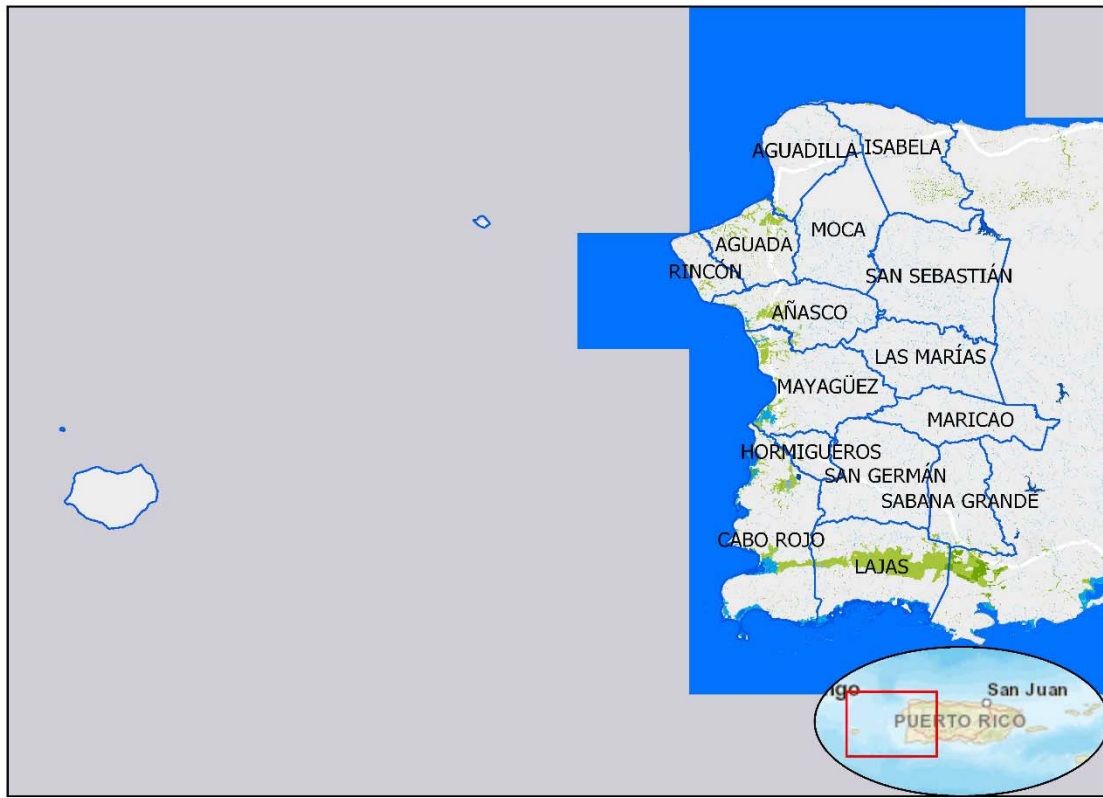 AGUADILLA
ISABELA
MOCA
AGUADA
RINCÓN
SAN SEBASTIÁN
AÑASCO
LAS MARÍAS
MAYAGÜEZ
MARICAO
HORMIGUEROS
SAN GERMÁN
SABANA GRANDE
CABO ROJO
LAJAS
igo
San Juan
PUERTO RICO